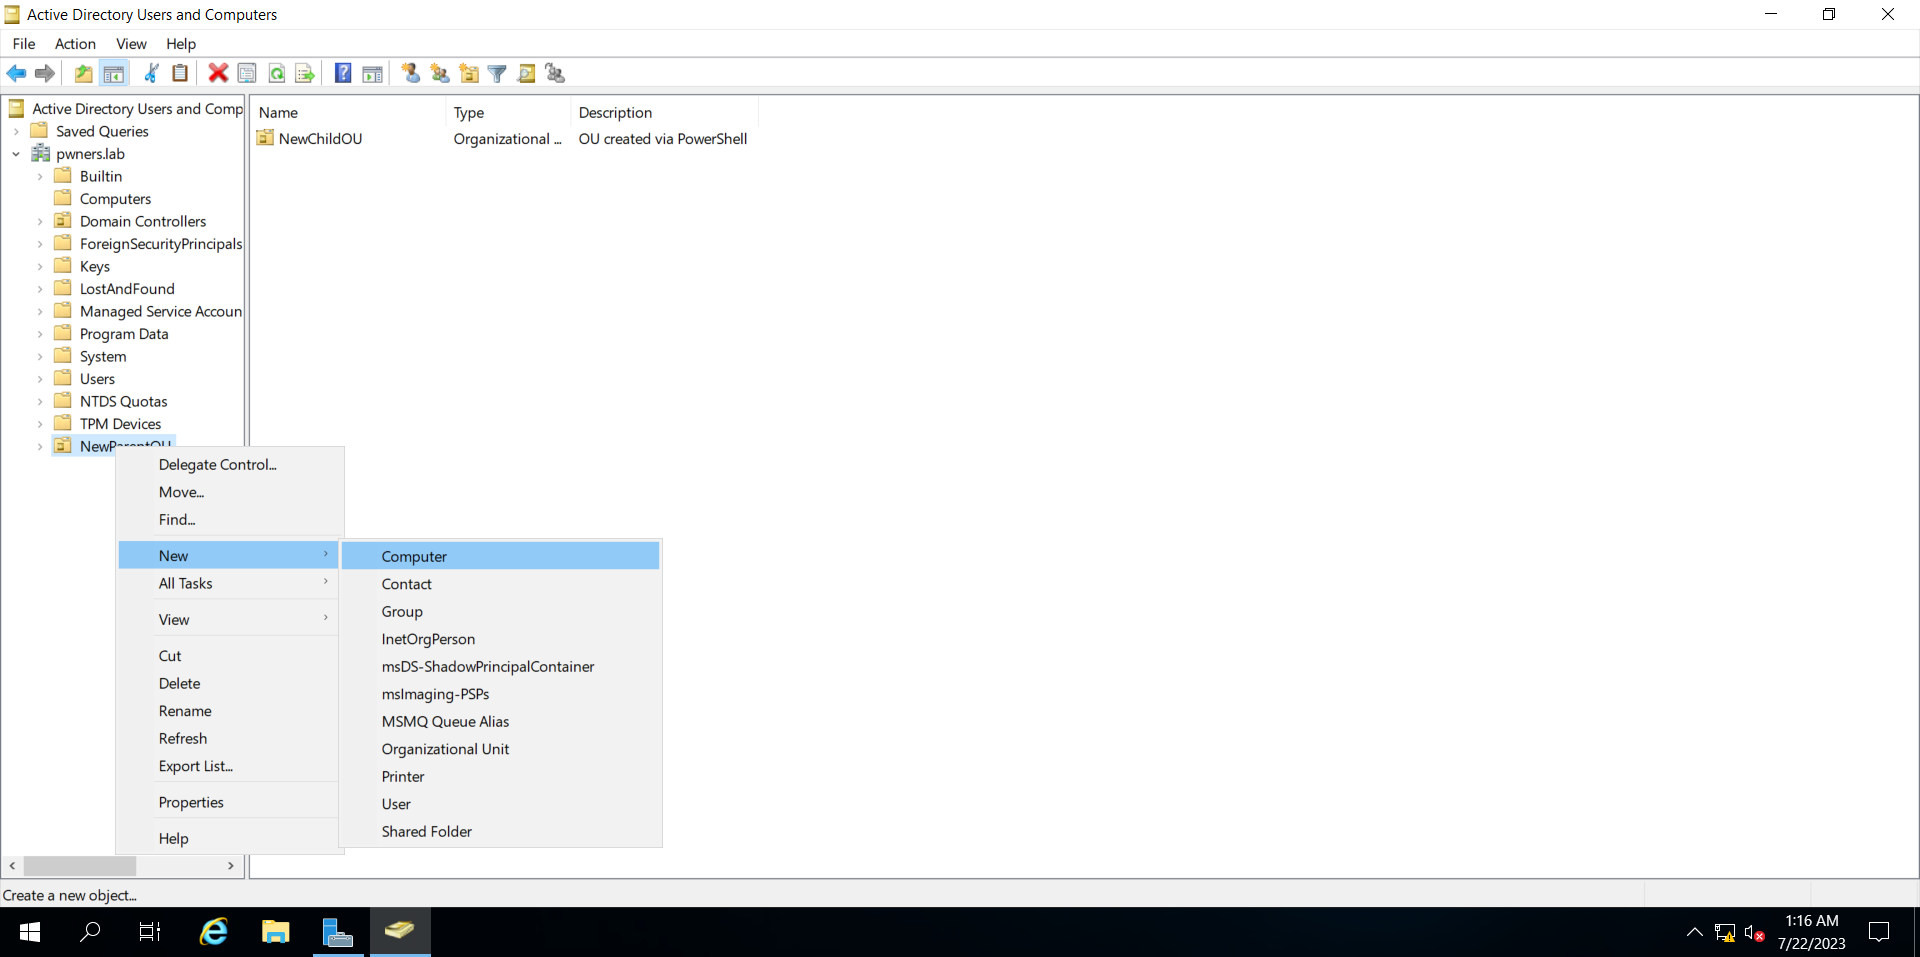 Active Directory Users and Computers
File Action View Help
Active Directory Users and Comp
Saved Queries
pwners.lab
Builtin
Computers
Domain Controllers
ForeignSecurityPrincipals
Keys
LostAndFound
Managed Service Accoun
Program Data
System
Users
NTDS Quotas
TPM Devices
NewParentOU
Name Type Description
NewChildOU Organizational ... OU created via PowerShell
Delegate Control...
Move...
Find...
New
All Tasks
View
Cut
Delete
Rename
Refresh
Export List...
Properties
Help
Computer
Contact
Group
InetOrgPerson
msDS-ShadowPrincipalContainer
msImaging-PSPs
MSMQ Queue Alias
Organizational Unit
Printer
User
Shared Folder
Create a new object...
1:16 AM
7/22/2023